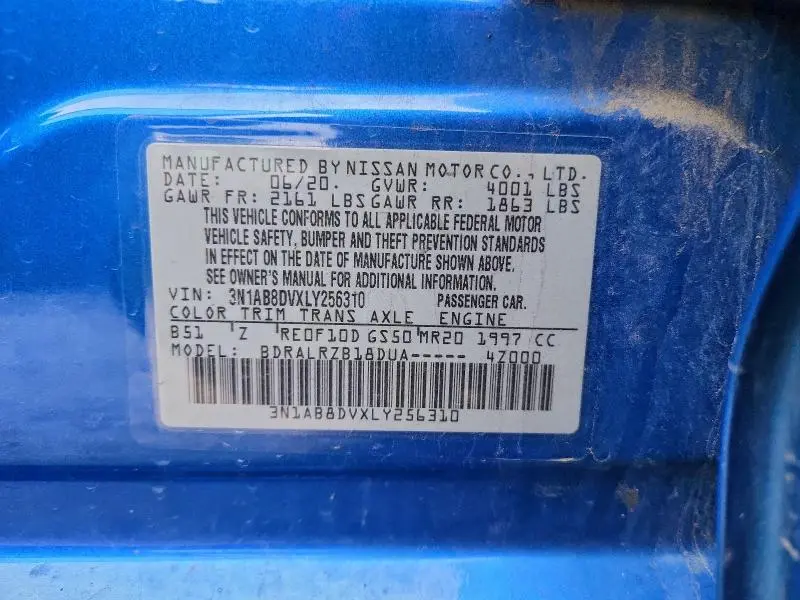 MANUFACTURED BY NISSAN MOTOR CO., LTD.
DATE: 06/20. GVWR: 4001 LBS
GAWR FR: 2161 LBS GAWR RR: 1863 LBS
THIS VEHICLE CONFORMS TO ALL APPLICABLE FEDERAL MOTOR
VEHICLE SAFETY, BUMPER AND THEFT PREVENTION STANDARDS
IN EFFECT ON THE DATE OF MANUFACTURE SHOWN ABOVE.
SEE OWNER'S MANUAL FOR ADDITIONAL INFORMATION.
VIN: 3N1AB8DVXLY256310 PASSENGER CAR.
COLOR TRIM TRANS AXLE ENGINE
B51 Z RE0F10D GS50 MR20 1997 CC
MODEL: BDRALRZB18DUA----- 4Z000
3N1AB8DVXLY256310